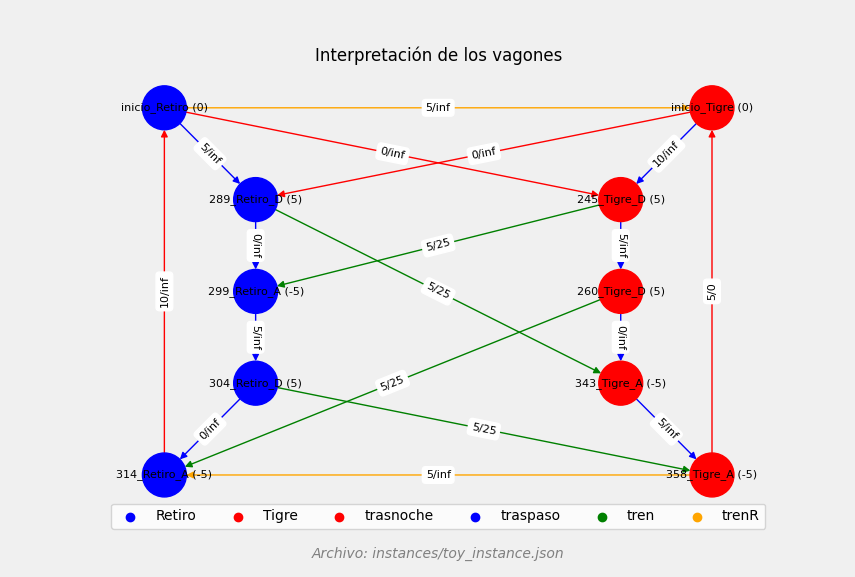 Interpretación de los vagones
inicio_Retiro (0)
5/inf
inicio_Tigre (0)
5/inf
0/inf
0/inf
10/inf
289_Retiro_D (5)
245_Tigre_D (5)
0/inf
5/25
5/inf
299_Retiro_A (-5)
5/25
260_Tigre_D (5)
10/inf
5/0
5/inf
0/inf
304_Retiro_D (5)
5/25
343_Tigre_A (-5)
0/inf
5/25
5/inf
314_Retiro_A (-5)
5/inf
358_Tigre_A (-5)
Retiro Tigre trasnoche traspaso tren trenR
Archivo: instances/toy_instance.json